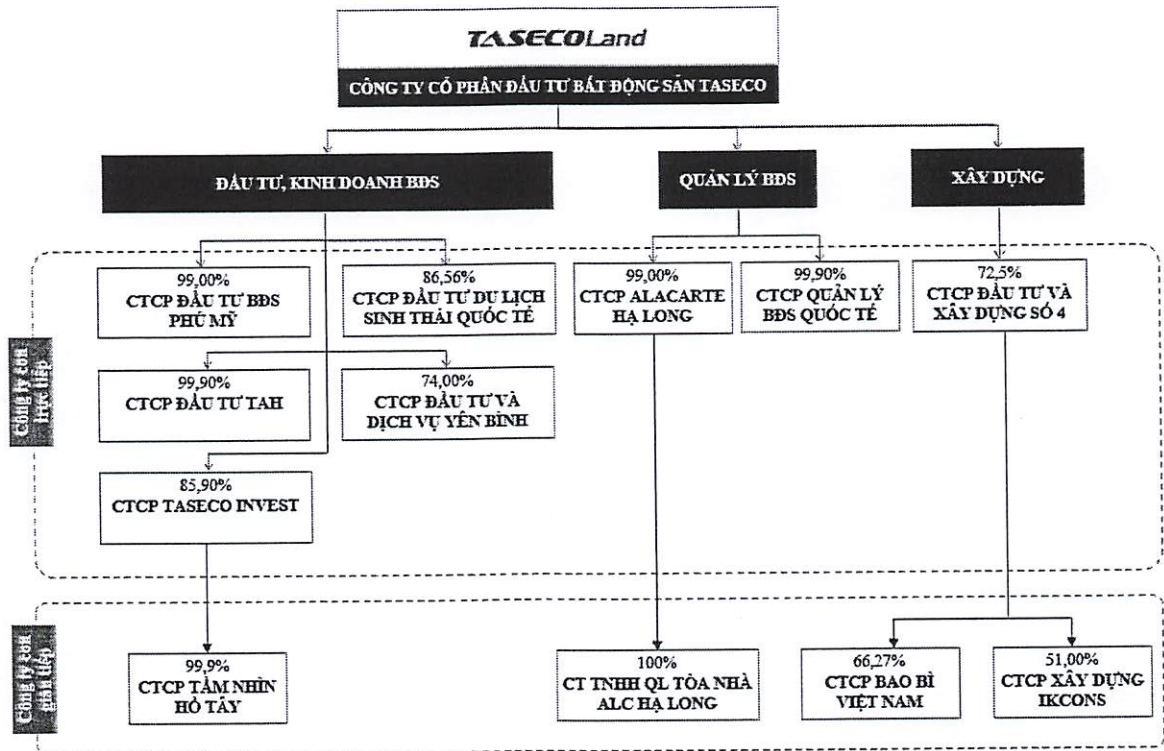 TASECOLand
CÔNG TY CỔ PHẦN ĐẦU TƯ BẤT ĐỘNG SẢN TASECO
ĐẦU TƯ, KINH DOANH BĐS
QUẢN LÝ BĐS
XÂY DỰNG
Công ty con
trực tiếp
99,00%
CTCP ĐẦU TƯ BĐS
PHÚ MỸ
86,56%
CTCP ĐẦU TƯ DU LỊCH
SINH THÁI QUỐC TẾ
99,00%
CTCP ALACARTE
HẠ LONG
99,90%
CTCP QUẢN LÝ
BĐS QUỐC TẾ
72,5%
CTCP ĐẦU TƯ VÀ
XÂY DỰNG SỐ 4
99,90%
CTCP ĐẦU TƯ TAH
74,00%
CTCP ĐẦU TƯ VÀ
DỊCH VỤ YÊN BÌNH
85,90%
CTCP TASECO INVEST
Công ty con
gián tiếp
99,9%
CTCP TẦM NHÌN
HỒ TÂY
100%
CT TNHH QL TÒA NHÀ
ALC HẠ LONG
66,27%
CTCP BAO BÌ
VIỆT NAM
51,00%
CTCP XÂY DỰNG
IKCONS